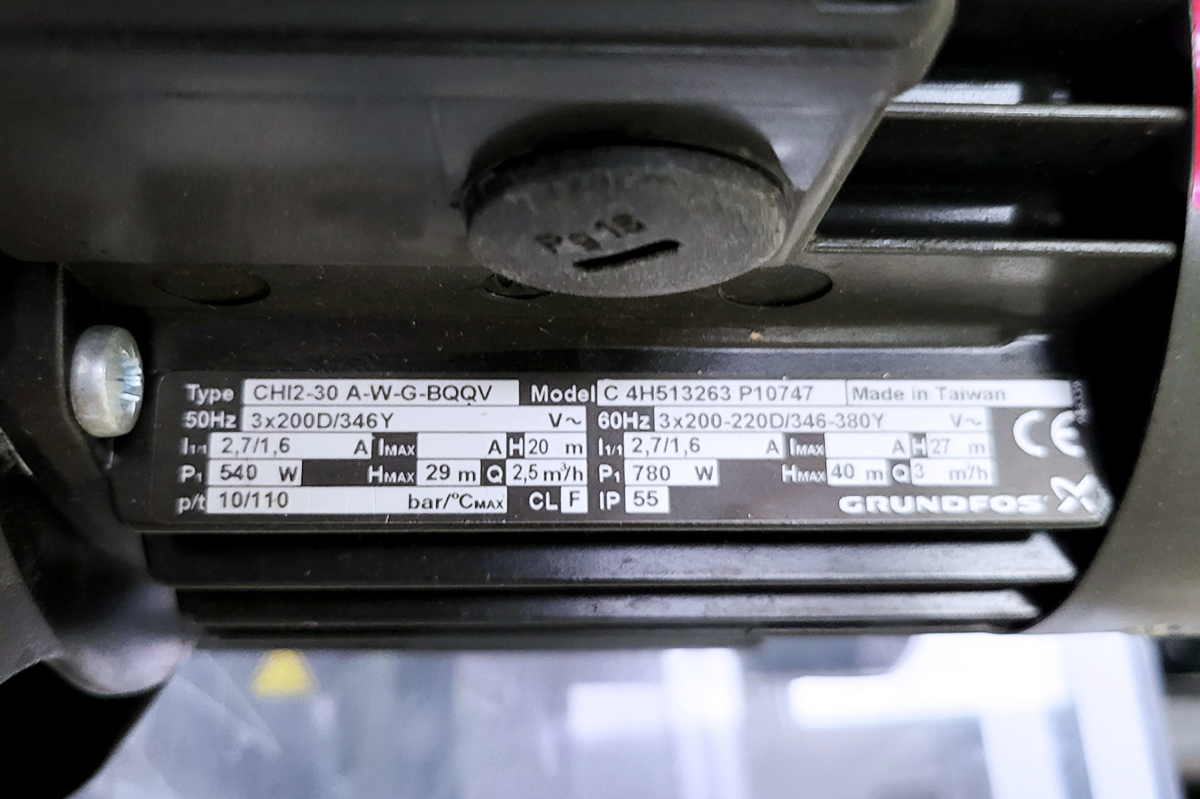 P g 16
Type CHI2-30 A-W-G-BQQV Model C 4H513263 P10747 Made in Taiwan
50Hz 3x200D/346Y V~ 60Hz 3x200-220D/346-380Y V~
I1/1 2,7/1,6 A IMAX A H 20 m I1/1 2,7/1,6 A IMAX A H 27 m
P1 540 W HMAX 29 m Q 2,5 m³/h P1 780 W HMAX 40 m Q 3 m³/h
p/t 10/110 bar/°CMAX CL F IP 55
CE
GRUNDFOS